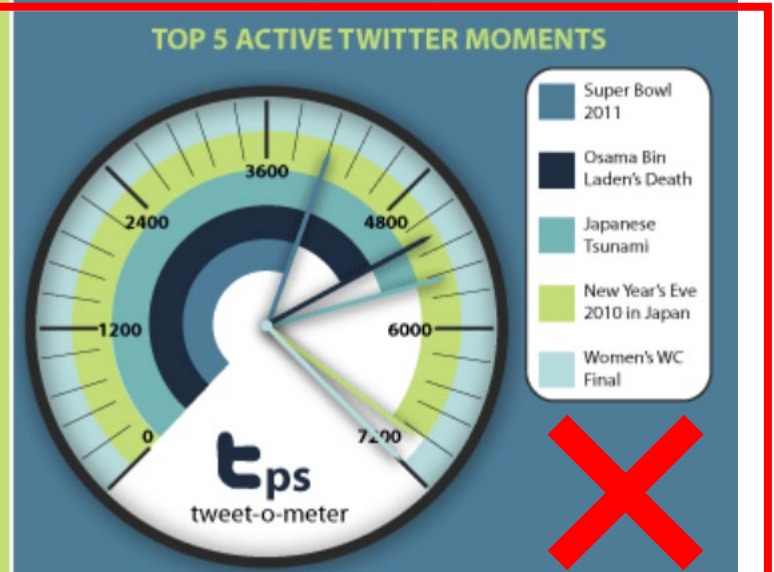 TOP 5 ACTIVE TWITTER MOMENTS
Super Bowl
2011
Osama Bin
Laden's Death
Japanese
Tsunami
New Year's Eve
2010 in Japan
Women's WC
Final
3600
2400
4800
1200
6000
0
7200
tps
tweet-o-meter